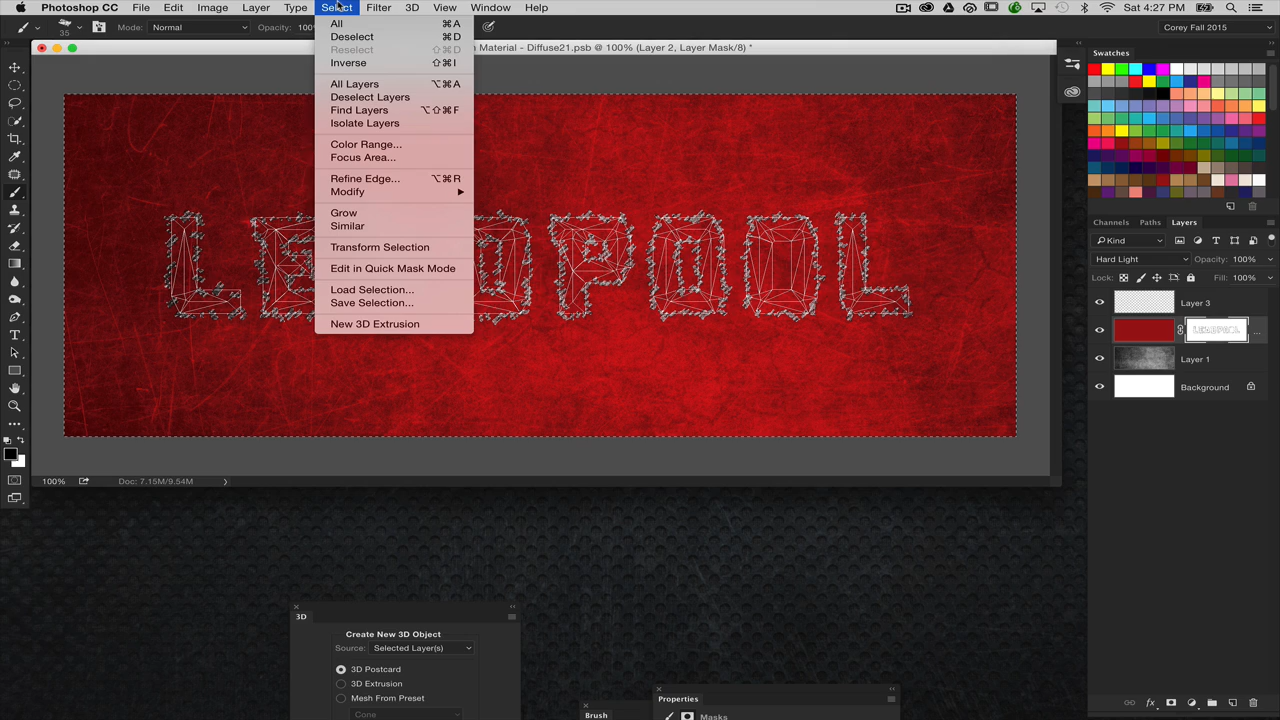 Photoshop CC File Edit Image Layer Type Select Filter 3D View Window Help Sat 4:27 PM
35 Mode: Normal Opacity: 100% Corey Fall 2015
Material - Diffuse21.psb @ 100% (Layer 2, Layer Mask/8) *
All ⌘A
Deselect ⌘D
Reselect ⇧⌘D
Inverse ⇧⌘I
All Layers ⌥⌘A
Deselect Layers
Find Layers ⌥⇧⌘F
Isolate Layers
Color Range...
Focus Area...
Refine Edge... ⌥⌘R
Modify
Grow
Similar
Transform Selection
Edit in Quick Mask Mode
Load Selection...
Save Selection...
New 3D Extrusion
100% Doc: 7.15M/9.54M
3D
Create New 3D Object
Source: Selected Layer(s)
3D Postcard
3D Extrusion
Mesh From Preset
Cone
Brush
Properties
Masks
Swatches
Channels Paths Layers
Kind
Hard Light Opacity: 100%
Lock: Fill: 100%
Layer 3
...
Layer 1
Background